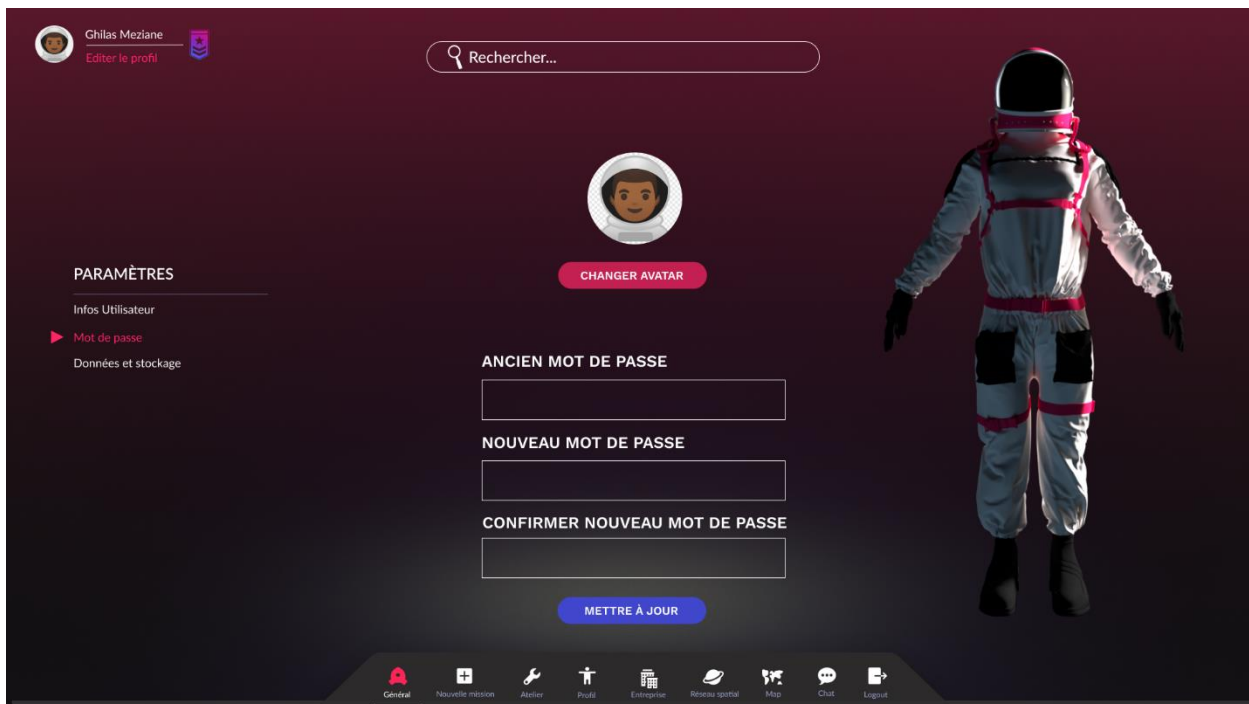 Ghilas Meziane
Editer le profil
Rechercher...
CHANGER AVATAR
PARAMÈTRES
Infos Utilisateur
Mot de passe
Données et stockage
ANCIEN MOT DE PASSE
NOUVEAU MOT DE PASSE
CONFIRMER NOUVEAU MOT DE PASSE
METTRE À JOUR
Général Nouvelle mission Atelier Profil Entreprise Réseau spatial Map Chat Logout